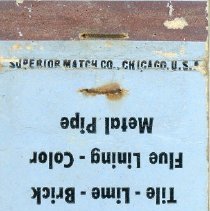 SUPERIOR MATCH CO., CHICAGO, U.S.A
Tile - Lime - Brick
Flue Lining - Color
Metal Pipe